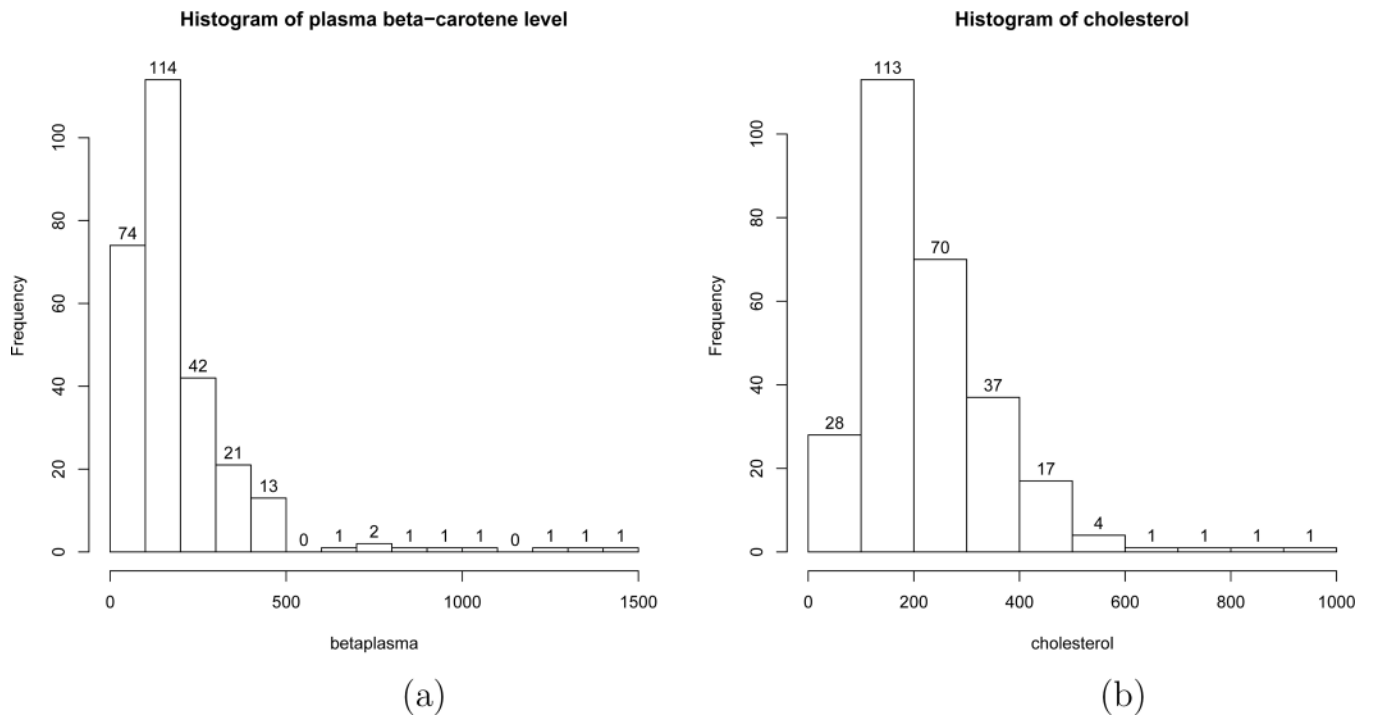 Histogram of plasma beta−carotene level
Frequency
0 20 40 60 80 100
74 114 42 21 13 0 1 2 1 1 1 0 1 1 1
0 500 1000 1500
betaplasma
(a)
Histogram of cholesterol
Frequency
0 20 40 60 80 100
28 113 70 37 17 4 1 1 1 1
0 200 400 600 800 1000
cholesterol
(b)